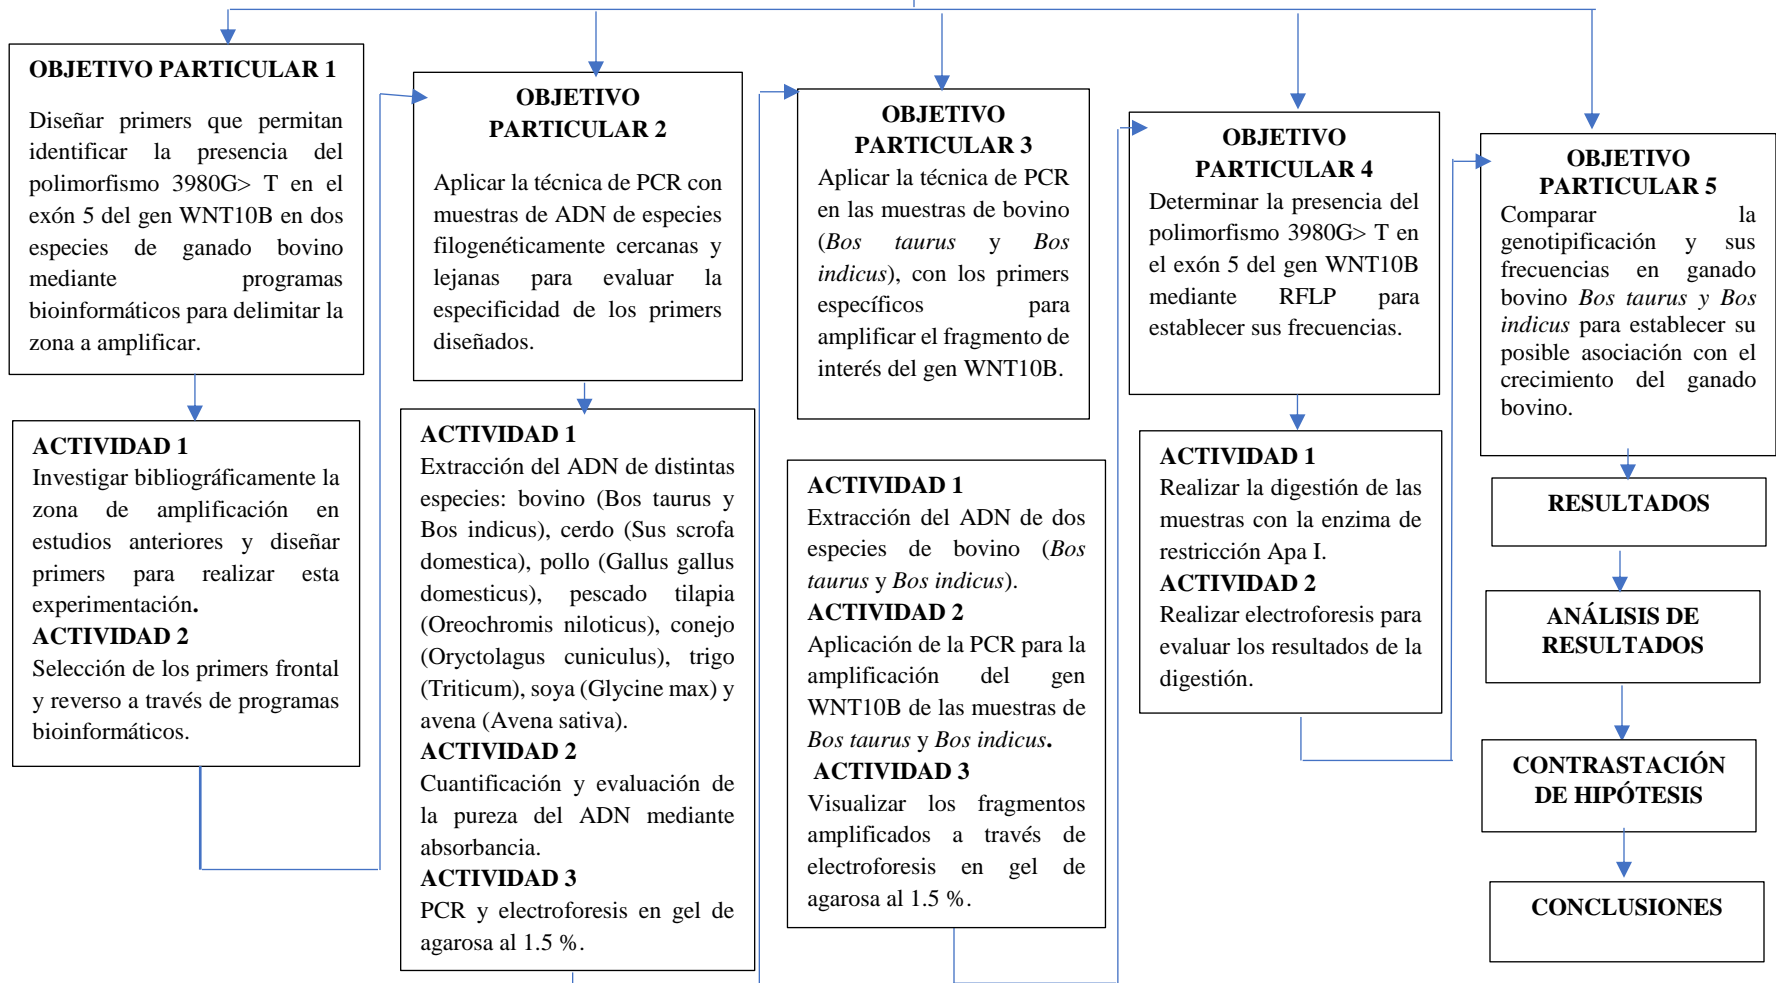 OBJETIVO PARTICULAR 1
Diseñar primers que permitan
identificar la presencia del
polimorfismo 3980G> T en el
exón 5 del gen WNT10B en dos
especies de ganado bovino
mediante programas
bioinformáticos para delimitar la
zona a amplificar.
ACTIVIDAD 1
Investigar bibliográficamente la
zona de amplificación en
estudios anteriores y diseñar
primers para realizar esta
experimentación.
ACTIVIDAD 2
Selección de los primers frontal
y reverso a través de programas
bioinformáticos.
OBJETIVO
PARTICULAR 2
Aplicar la técnica de PCR con
muestras de ADN de especies
filogenéticamente cercanas y
lejanas para evaluar la
especificidad de los primers
diseñados.
ACTIVIDAD 1
Extracción del ADN de distintas
especies: bovino (Bos taurus y
Bos indicus), cerdo (Sus scrofa
domestica), pollo (Gallus gallus
domesticus), pescado tilapia
(Oreochromis niloticus), conejo
(Oryctolagus cuniculus), trigo
(Triticum), soya (Glycine max) y
avena (Avena sativa).
ACTIVIDAD 2
Cuantificación y evaluación de
la pureza del ADN mediante
absorbancia.
ACTIVIDAD 3
PCR y electroforesis en gel de
agarosa al 1.5 %.
OBJETIVO
PARTICULAR 3
Aplicar la técnica de PCR
en las muestras de bovino
(Bos taurus y Bos
indicus), con los primers
específicos para
amplificar el fragmento de
interés del gen WNT10B.
ACTIVIDAD 1
Extracción del ADN de dos
especies de bovino (Bos
taurus y Bos indicus).
ACTIVIDAD 2
Aplicación de la PCR para la
amplificación del gen
WNT10B de las muestras de
Bos taurus y Bos indicus.
ACTIVIDAD 3
Visualizar los fragmentos
amplificados a través de
electroforesis en gel de
agarosa al 1.5 %.
OBJETIVO
PARTICULAR 4
Determinar la presencia del
polimorfismo 3980G> T en
el exón 5 del gen WNT10B
mediante RFLP para
establecer sus frecuencias.
ACTIVIDAD 1
Realizar la digestión de las
muestras con la enzima de
restricción Apa I.
ACTIVIDAD 2
Realizar electroforesis para
evaluar los resultados de la
digestión.
OBJETIVO
PARTICULAR 5
Comparar la
genotipificación y sus
frecuencias en ganado
bovino Bos taurus y Bos
indicus para establecer su
posible asociación con el
crecimiento del ganado
bovino.
RESULTADOS
ANÁLISIS DE
RESULTADOS
CONTRASTACIÓN
DE HIPÓTESIS
CONCLUSIONES